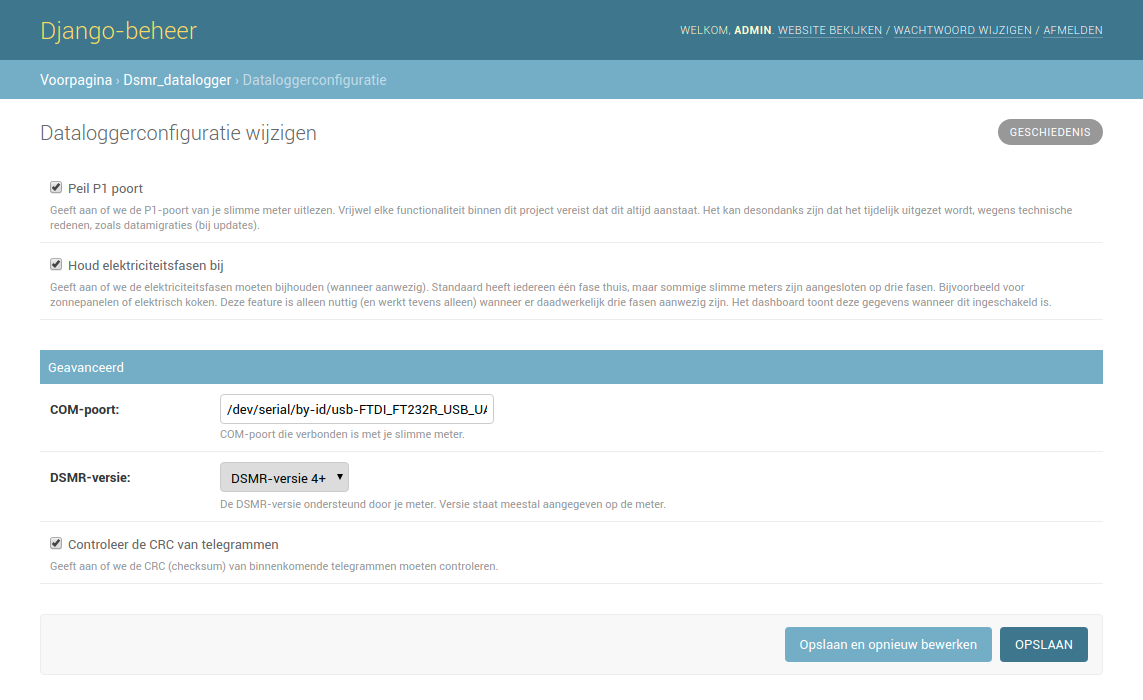 Django-beheer
WELKOM, ADMIN. WEBSITE BEKIJKEN / WACHTWOORD WIJZIGEN / AFMELDEN
Voorpagina › Dsmr_datalogger › Dataloggerconfiguratie
Dataloggerconfiguratie wijzigen
GESCHIEDENIS
Peil P1 poort
Geeft aan of we de P1-poort van je slimme meter uitlezen. Vrijwel elke functionaliteit binnen dit project vereist dat dit altijd aanstaat. Het kan desondanks zijn dat het tijdelijk uitgezet wordt, wegens technische
redenen, zoals datamigraties (bij updates).
Houd elektriciteitsfasen bij
Geeft aan of we de elektriciteitsfasen moeten bijhouden (wanneer aanwezig). Standaard heeft iedereen één fase thuis, maar sommige slimme meters zijn aangesloten op drie fasen. Bijvoorbeeld voor
zonnepanelen of elektrisch koken. Deze feature is alleen nuttig (en werkt tevens alleen) wanneer er daadwerkelijk drie fasen aanwezig zijn. Het dashboard toont deze gegevens wanneer dit ingeschakeld is.
Geavanceerd
COM-poort:
/dev/serial/by-id/usb-FTDI_FT232R_USB_UA
COM-poort die verbonden is met je slimme meter.
DSMR-versie:
DSMR-versie 4+
De DSMR-versie ondersteund door je meter. Versie staat meestal aangegeven op de meter.
Controleer de CRC van telegrammen
Geeft aan of we de CRC (checksum) van binnenkomende telegrammen moeten controleren.
Opslaan en opnieuw bewerken
OPSLAAN